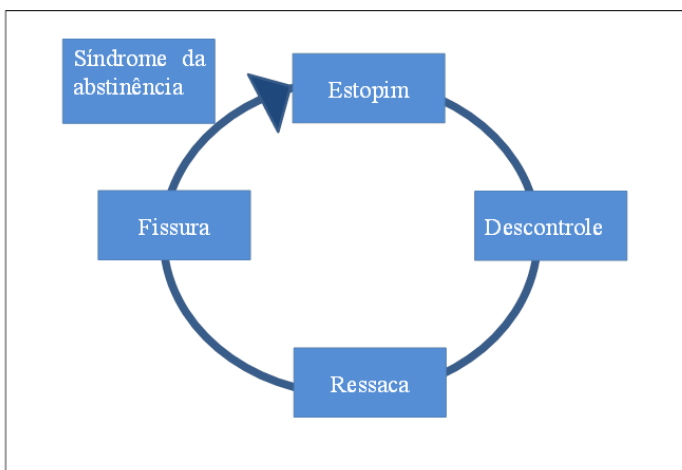 Síndrome da
abstinência
Estopim
Fissura
Descontrole
Ressaca